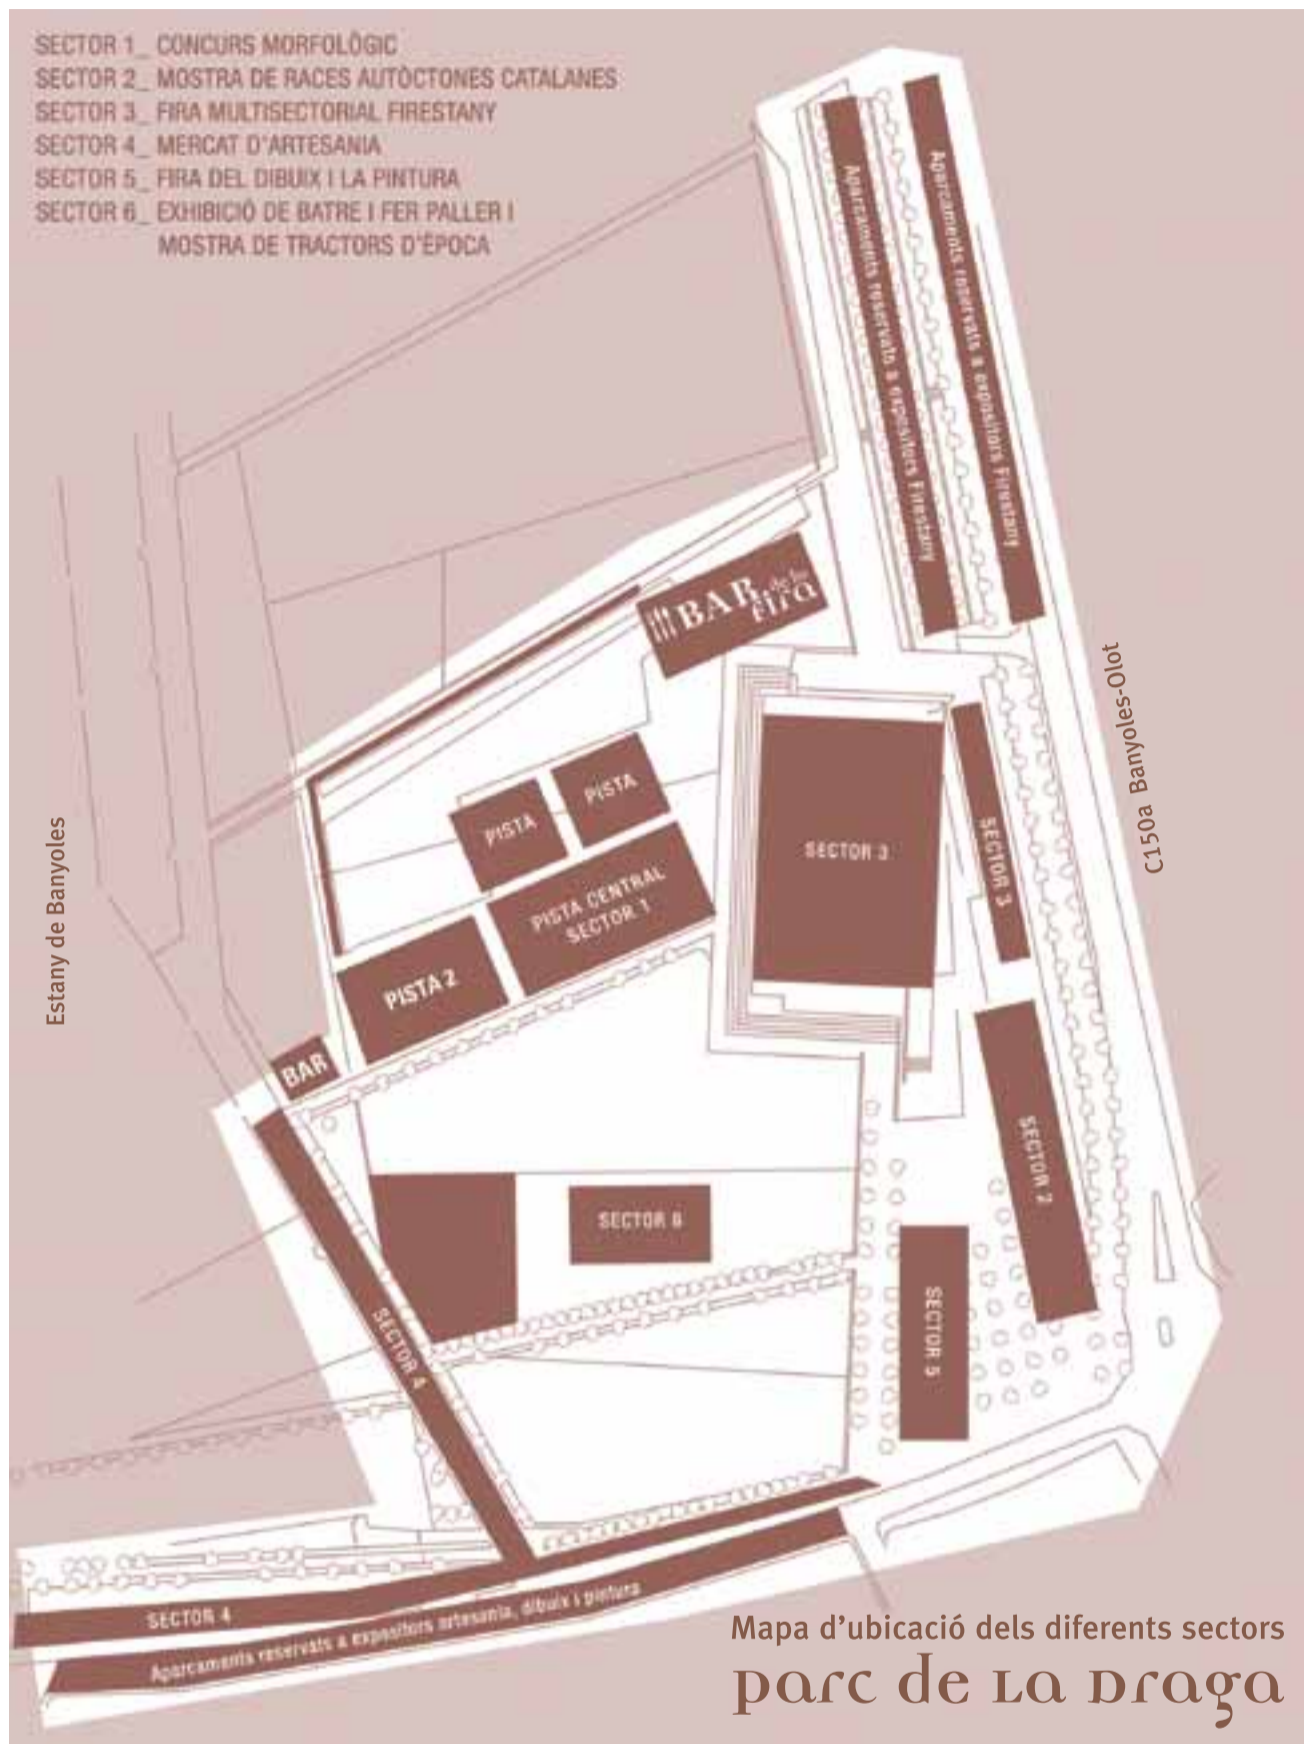 SECTOR 1_ CONCURS MORFOLÒGIC
SECTOR 2_ MOSTRA DE RACES AUTÒCTONES CATALANES
SECTOR 3_ FIRA MULTISECTORIAL FIRESTANY
SECTOR 4_ MERCAT D'ARTESANIA
SECTOR 5_ FIRA DEL DIBUIX I LA PINTURA
SECTOR 6_ EXHIBICIÓ DE BATRE I FER PALLER I
MOSTRA DE TRACTORS D'ÈPOCA
Aparcaments reservats a expositors Firestany
Aparcaments reservats a expositors Firestany
BAR de la fira
C150a Banyoles-Olot
PISTA
PISTA
SECTOR 3
SECTOR 3
PISTA CENTRAL
SECTOR 1
Estany de Banyoles
PISTA 2
BAR
SECTOR 2
SECTOR 6
SECTOR 5
SECTOR 4
SECTOR 4
Aparcaments reservats a expositors artesania, dibuix i pintura
Mapa d'ubicació dels diferents sectors
parc de La Draga